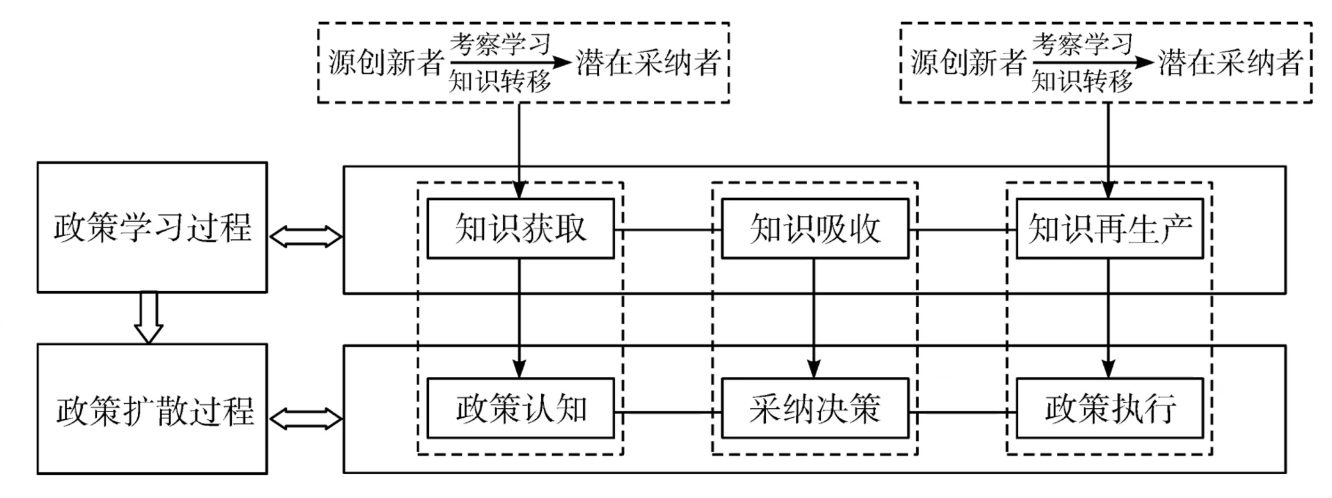 源创新者 考察学习 潜在采纳者
知识转移
源创新者 考察学习 潜在采纳者
知识转移
政策学习过程
知识获取
知识吸收
知识再生产
政策扩散过程
政策认知
采纳决策
政策执行